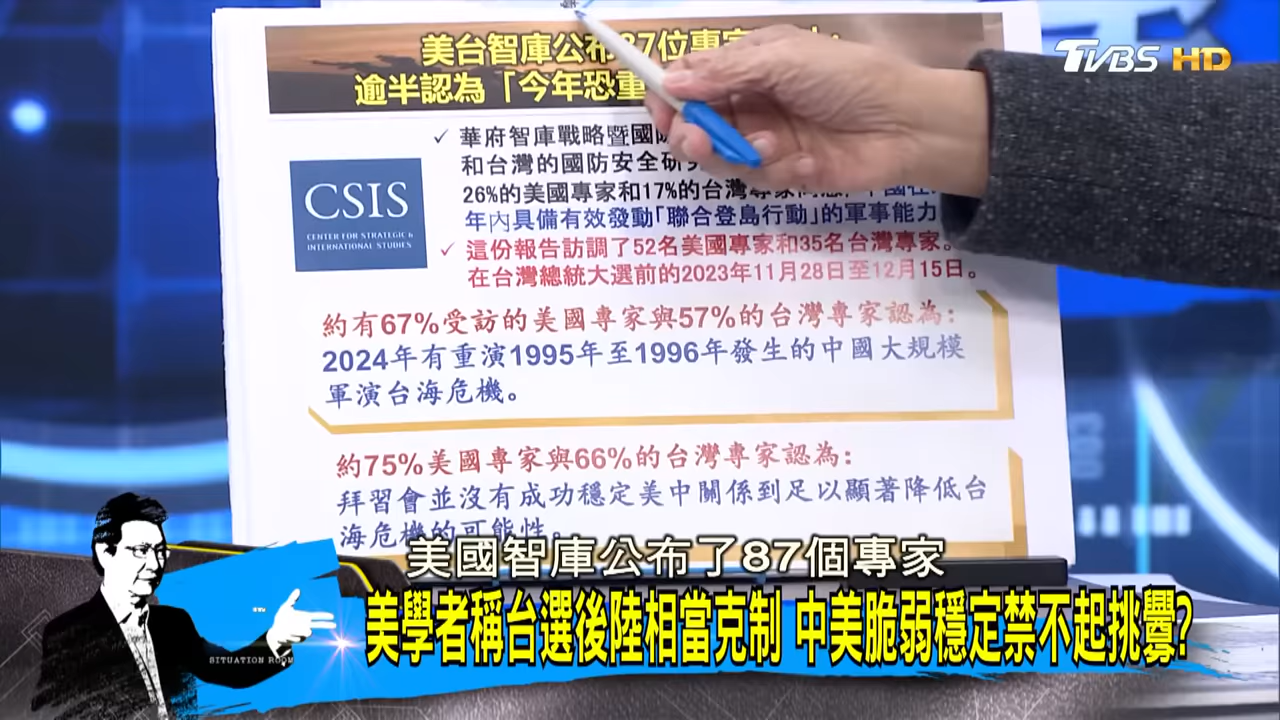 TVBS HD
美台智庫公布87位專家
逾半認為「今年恐重
✓ 華府智庫戰略暨國際
和台灣的國防安全研究
26%的美國專家和17%的台灣專家同意，中國在
年內具備有效發動「聯合登島行動」的軍事能力
✓ 這份報告訪調了52名美國專家和35名台灣專家。
在台灣總統大選前的2023年11月28日至12月15日。
CSIS
CENTER FOR STRATEGIC &
INTERNATIONAL STUDIES
約有67%受訪的美國專家與57%的台灣專家認為:
2024年有重演1995年至1996年發生的中國大規模
軍演台海危機。
約75%美國專家與66%的台灣專家認為:
拜習會並沒有成功穩定美中關係到足以顯著降低台
海危機的可能性.
美國智庫公布了87個專家
美學者稱台選後陸相當克制 中美脆弱穩定禁不起挑釁?
SITUATION ROOM